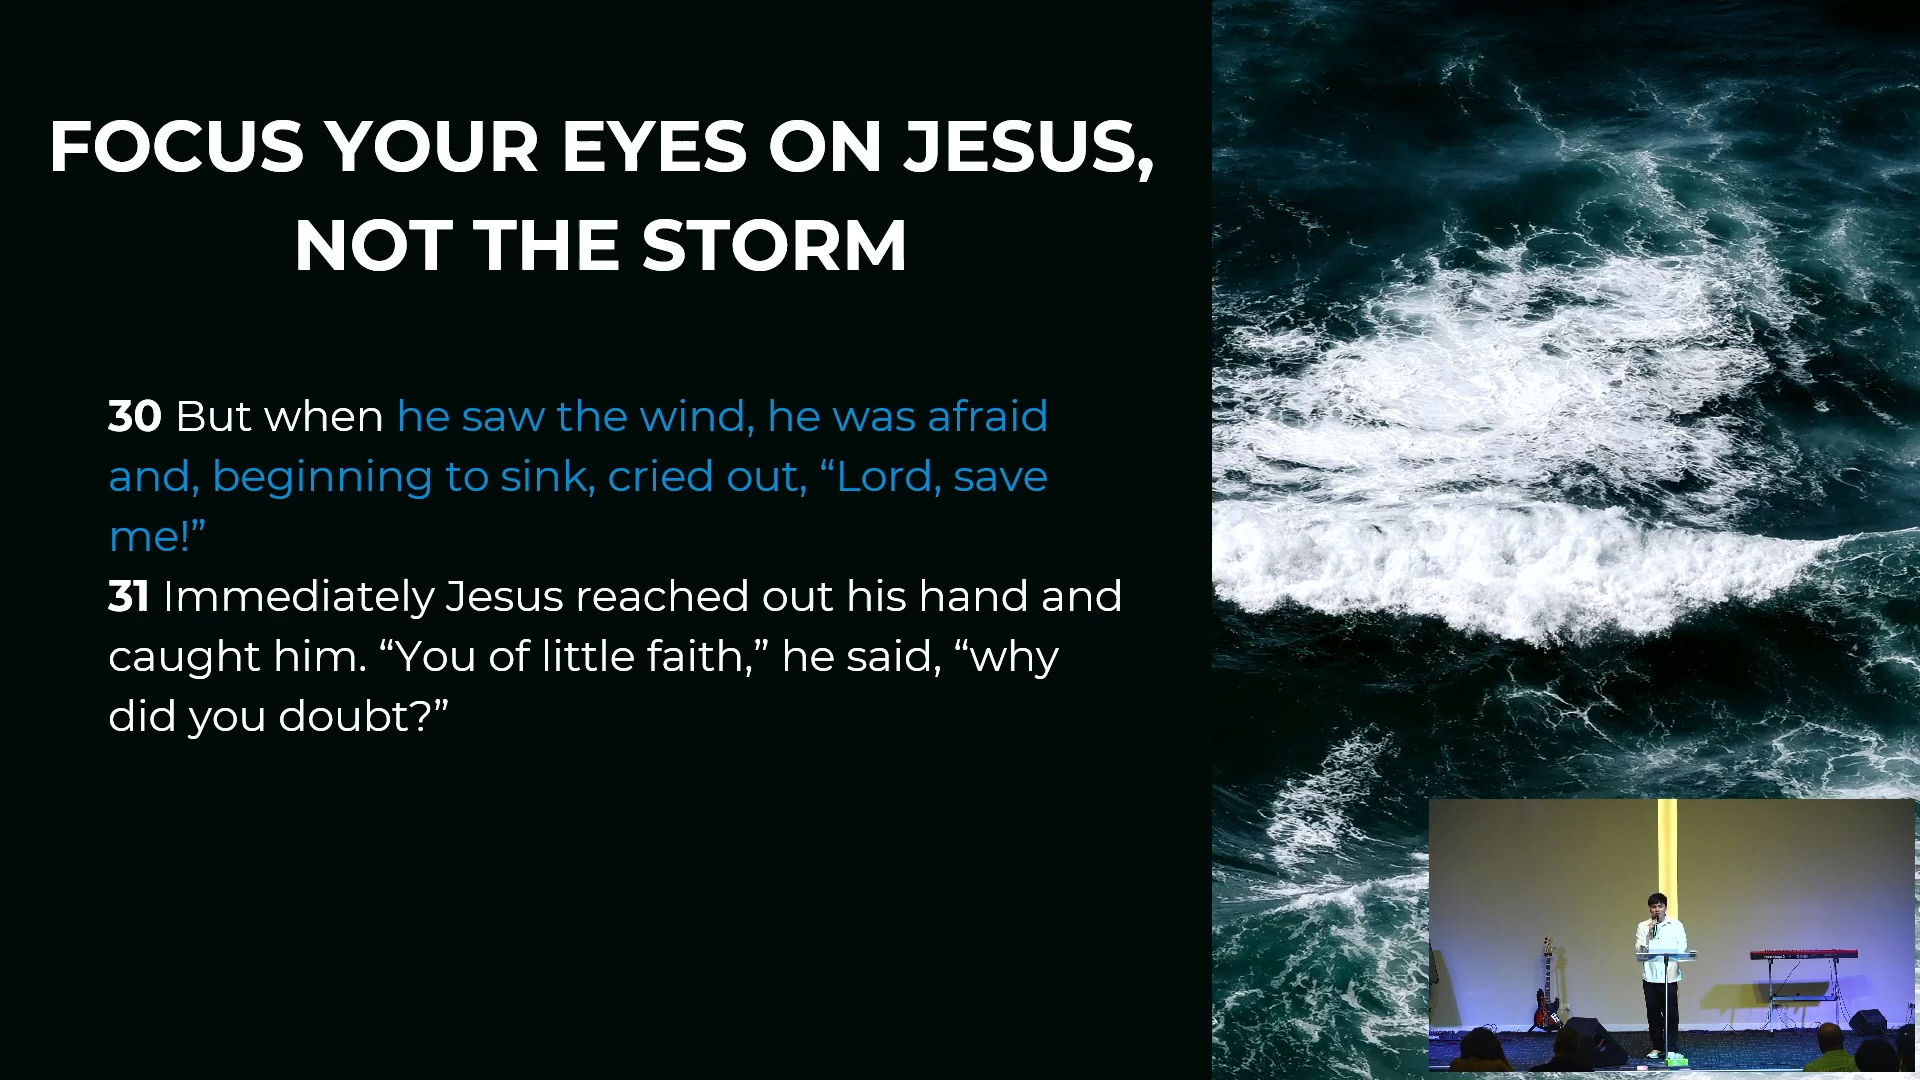 FOCUS YOUR EYES ON JESUS,
NOT THE STORM
30 But when he saw the wind, he was afraid
and, beginning to sink, cried out, “Lord, save
me!”
31 Immediately Jesus reached out his hand and
caught him. “You of little faith,” he said, “why
did you doubt?”